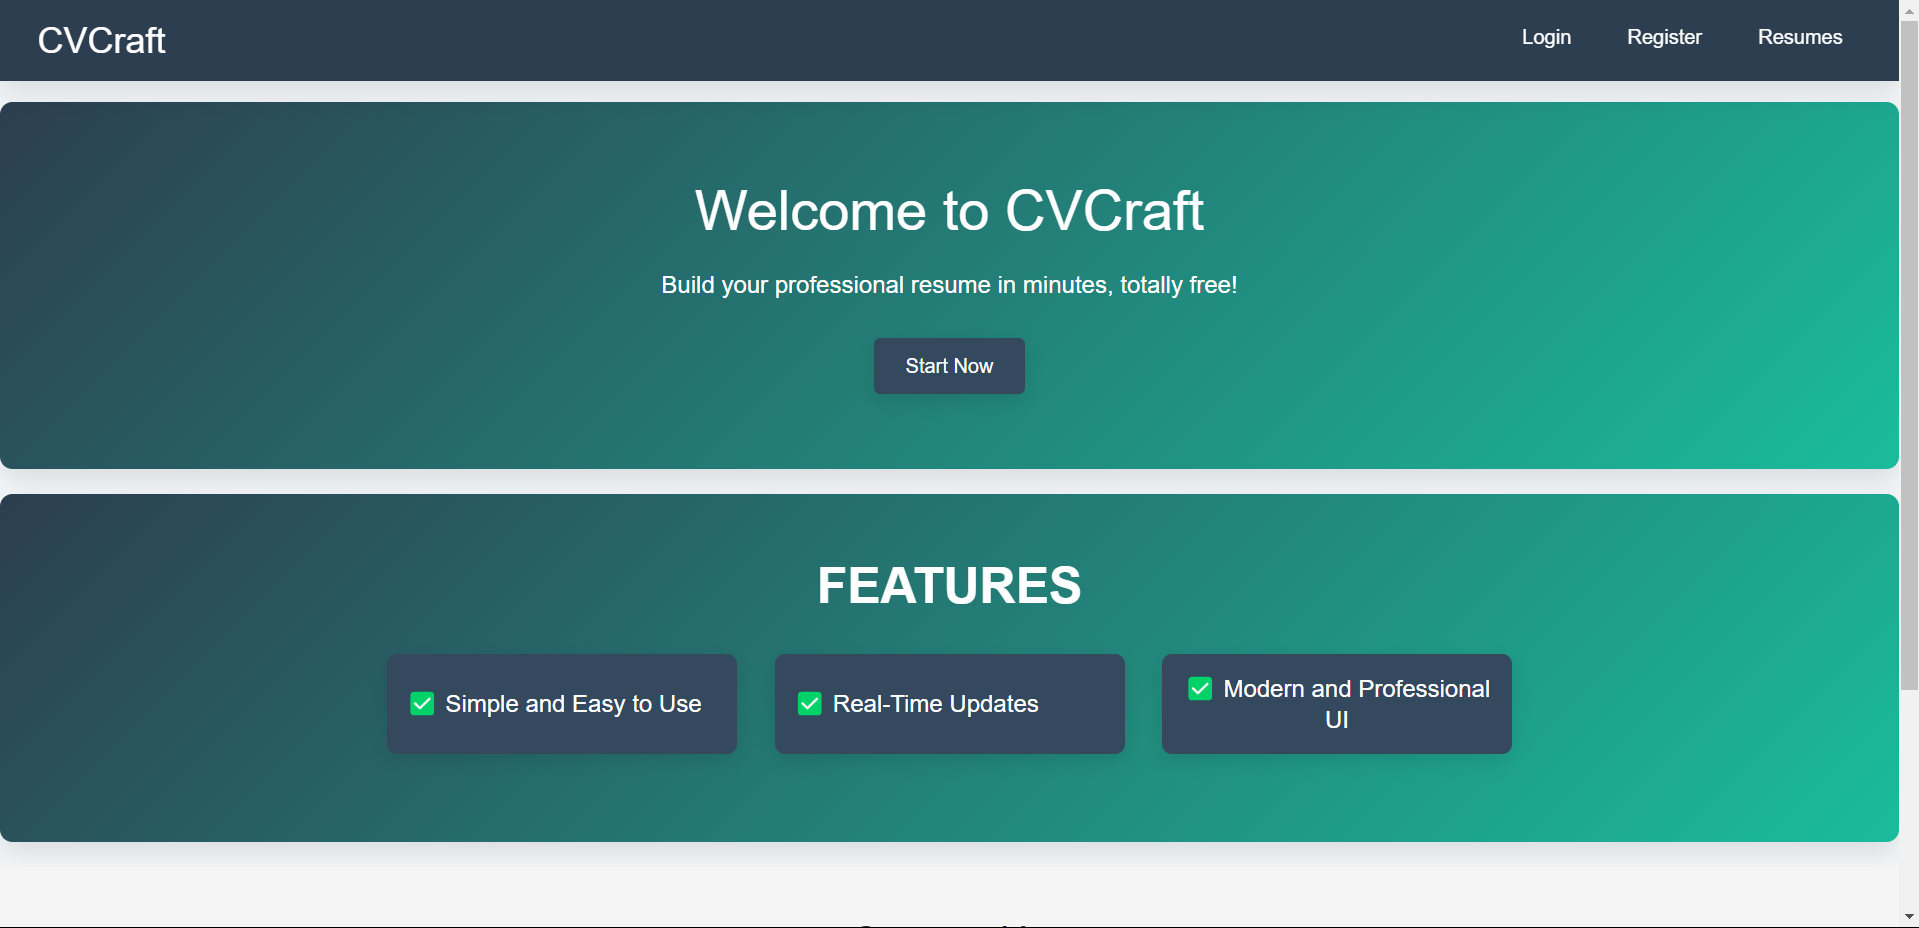 CVCraft
Login Register Resumes
Welcome to CVCraft
Build your professional resume in minutes, totally free!
Start Now
FEATURES
✅ Simple and Easy to Use
✅ Real-Time Updates
✅ Modern and Professional
UI